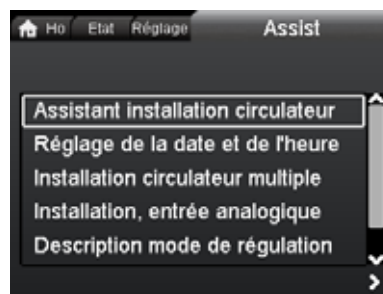 Ho Etat Réglage Assist
Assistant installation circulateur
Réglage de la date et de l'heure
Installation circulateur multiple
Installation, entrée analogique
Description mode de régulation